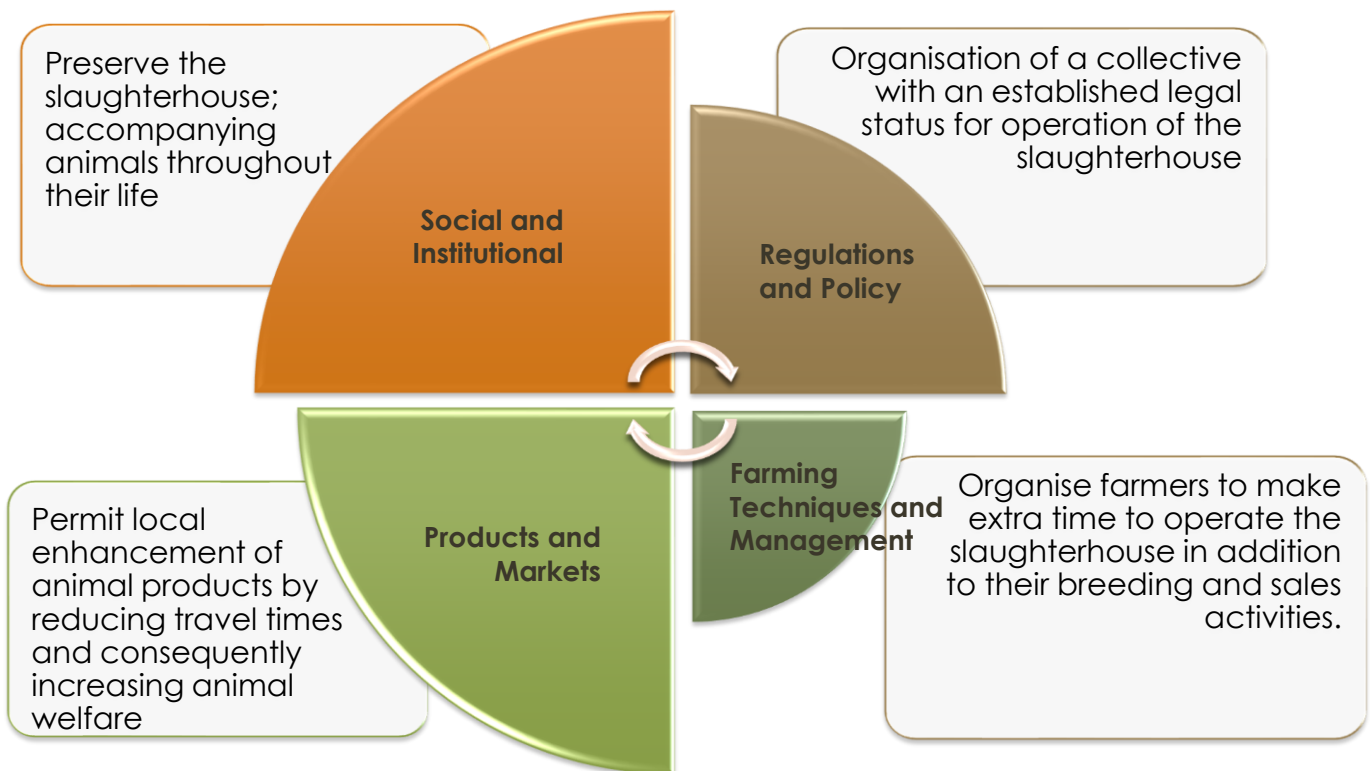 Preserve the
slaughterhouse;
accompanying
animals throughout
their life
Social and
Institutional
Organisation of a collective
with an established legal
status for operation of the
slaughterhouse
Regulations
and Policy
Permit local
enhancement of
animal products by
reducing travel times
and consequently
increasing animal
welfare
Products and
Markets
Farming
Techniques and
Management
Organise farmers to make
extra time to operate the
slaughterhouse in addition
to their breeding and sales
activities.